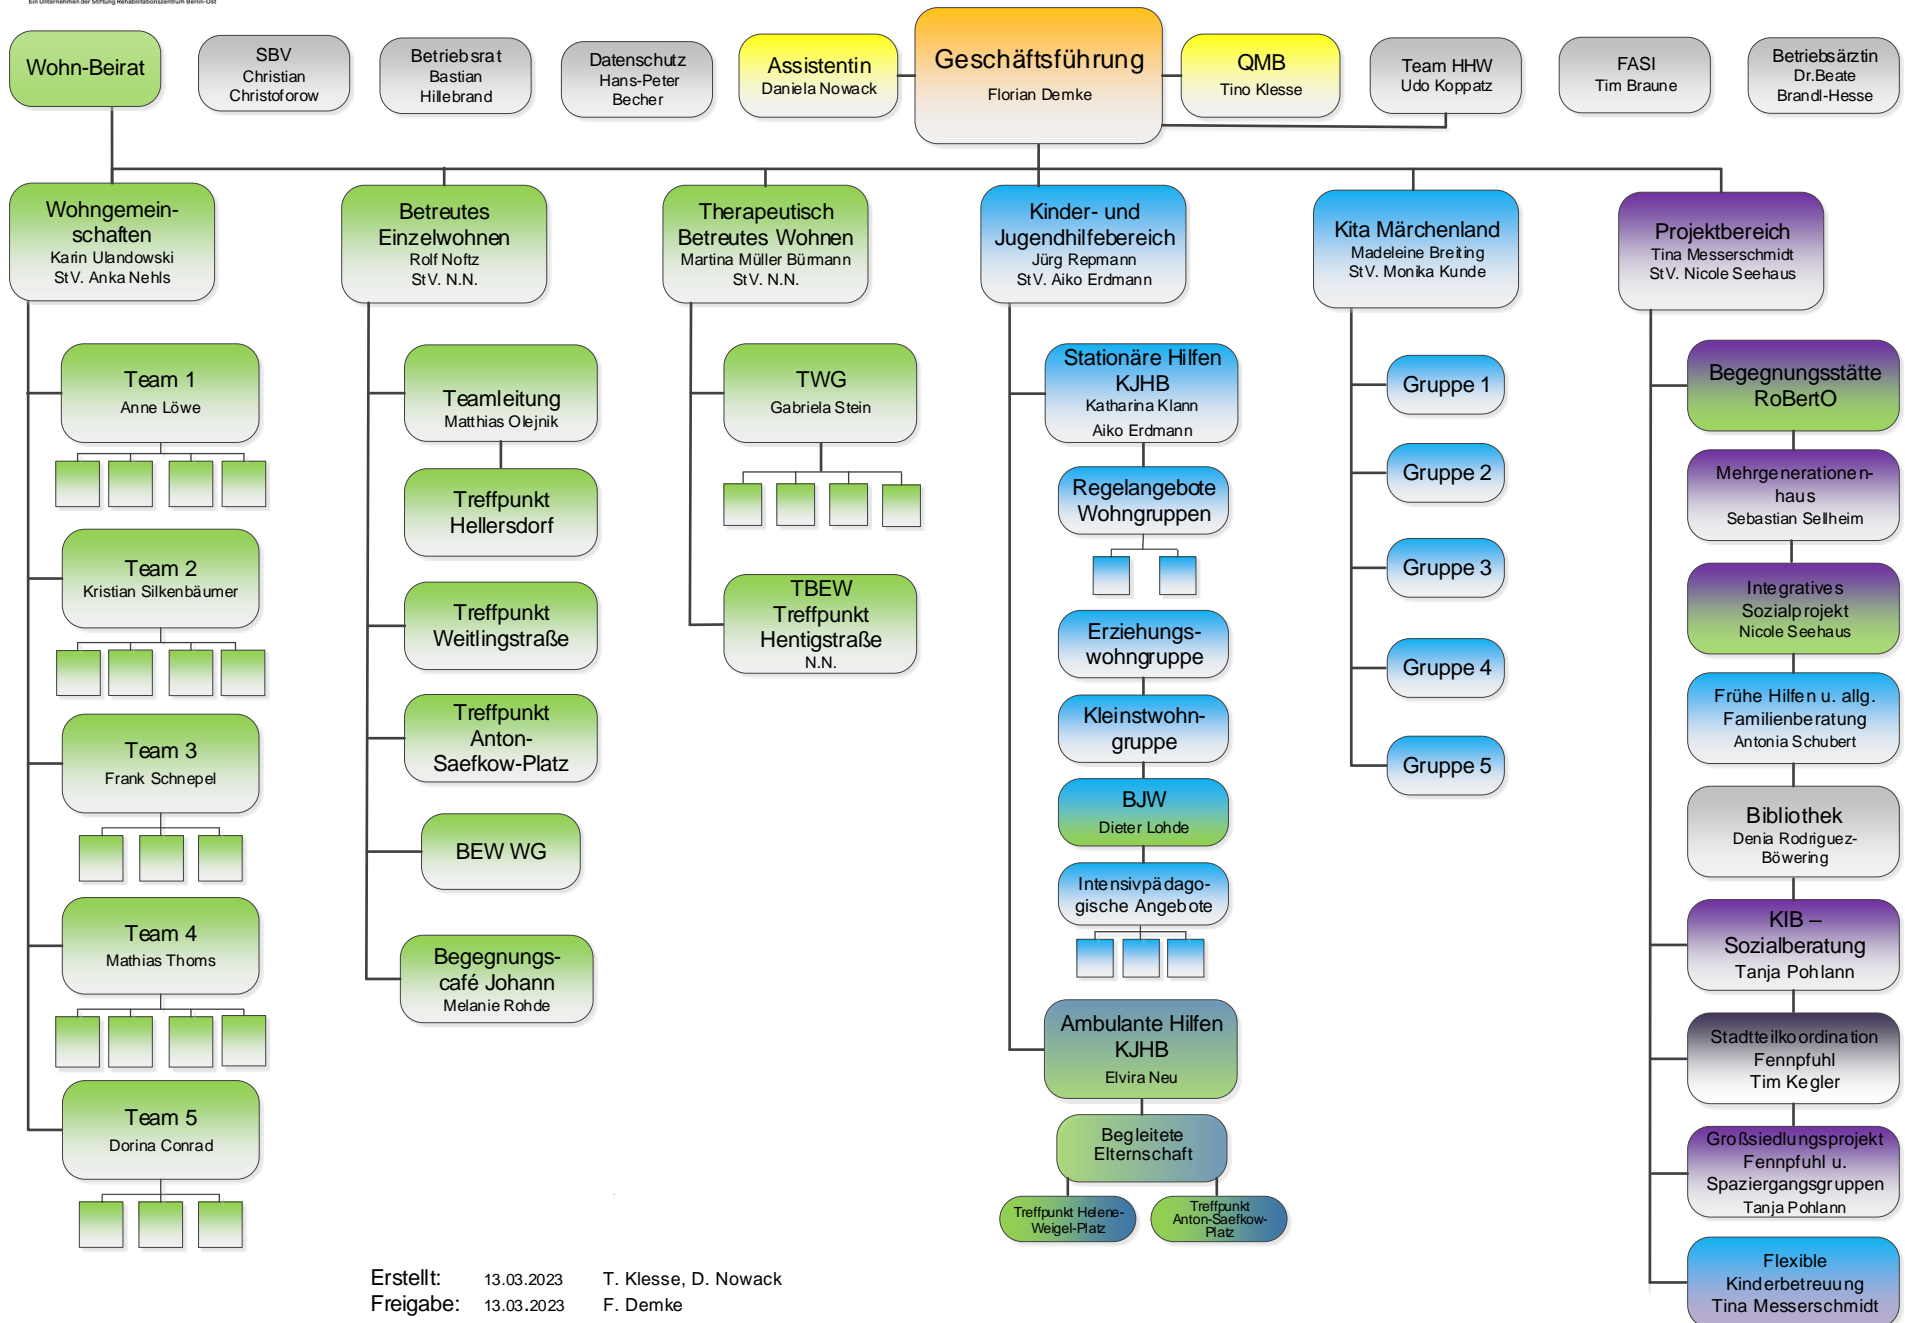 Ein Unternehmen der Stiftung Rehabilitationszentrum Berlin-Ost
Wohn-Beirat
SBV
Christian
Christoforow
Betriebsrat
Bastian
Hillebrand
Datenschutz
Hans-Peter
Becher
Assistentin
Daniela Nowack
Geschäftsführung
Florian Demke
QMB
Tino Klesse
Team HHW
Udo Koppatz
FASI
Tim Braune
Betriebsärztin
Dr.Beate
Brandl-Hesse
Wohngemein-
schaften
Karin Ulandowski
StV. Anka Nehls
Betreutes
Einzelwohnen
Rolf Noftz
StV. N.N.
Therapeutisch
Betreutes Wohnen
Martina Müller Bürmann
StV. N.N.
Kinder- und
Jugendhilfebereich
Jürg Repmann
StV. Aiko Erdmann
Kita Märchenland
Madeleine Breiting
StV. Monika Kunde
Projektbereich
Tina Messerschmidt
StV. Nicole Seehaus
Team 1
Anne Löwe
Team 2
Kristian Silkenbäumer
Team 3
Frank Schnepel
Team 4
Mathias Thoms
Team 5
Dorina Conrad
Teamleitung
Matthias Olejnik
Treffpunkt
Hellersdorf
Treffpunkt
Weitlingstraße
Treffpunkt
Anton-
Saefkow-Platz
BEW WG
Begegnungs-
café Johann
Melanie Rohde
TWG
Gabriela Stein
TBEW
Treffpunkt
Hentigstraße
N.N.
Stationäre Hilfen
KJHB
Katharina Klann
Aiko Erdmann
Regelangebote
Wohngruppen
Erziehungs-
wohngruppe
Kleinstwohn-
gruppe
BJW
Dieter Lohde
Intensivpädago-
gische Angebote
Ambulante Hilfen
KJHB
Elvira Neu
Begleitete
Elternschaft
Treffpunkt Helene-
Weigel-Platz
Treffpunkt
Anton-Saefkow-
Platz
Gruppe 1
Gruppe 2
Gruppe 3
Gruppe 4
Gruppe 5
Begegnungsstätte
RoBertO
Mehrgenerationen-
haus
Sebastian Sellheim
Integratives
Sozialprojekt
Nicole Seehaus
Frühe Hilfen u. allg.
Familienberatung
Antonia Schubert
Bibliothek
Denia Rodriguez-
Böwering
KIB –
Sozialberatung
Tanja Pohlann
Stadtteilkoordination
Fennpfuhl
Tim Kegler
Großsiedlungsprojekt
Fennpfuhl u.
Spaziergangsgruppen
Tanja Pohlann
Flexible
Kinderbetreuung
Tina Messerschmidt
Erstellt: 13.03.2023 T. Klesse, D. Nowack
Freigabe: 13.03.2023 F. Demke